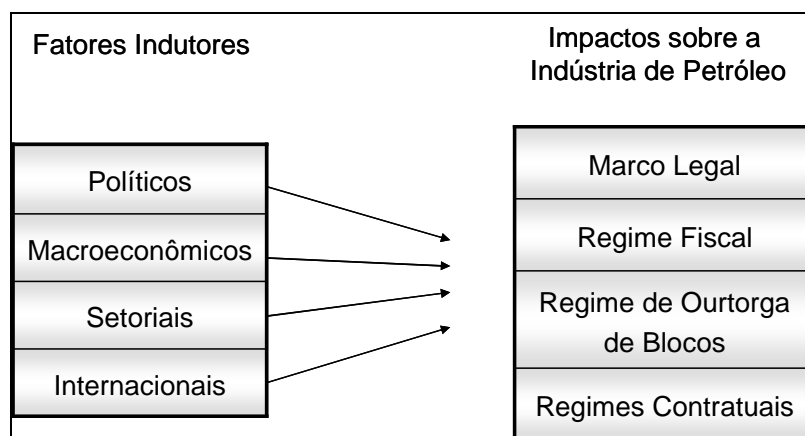 Fatores Indutores
Políticos
Macroeconômicos
Setoriais
Internacionais
Impactos sobre a
Indústria de Petróleo
Marco Legal
Regime Fiscal
Regime de Ourtorga
de Blocos
Regimes Contratuais